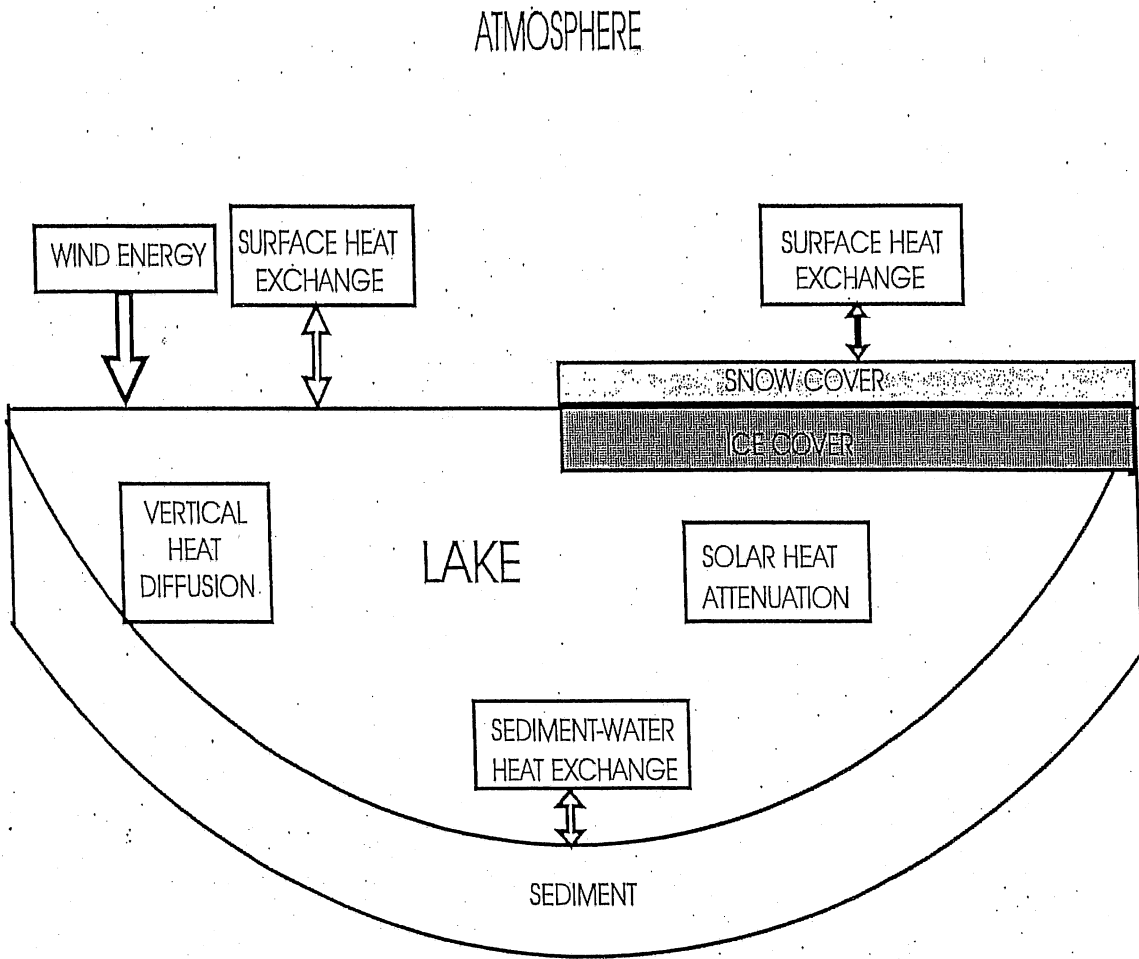 ATMOSPHERE
WIND ENERGY
SURFACE HEAT
EXCHANGE
SURFACE HEAT
EXCHANGE
SNOW COVER
ICE COVER
VERTICAL
HEAT
DIFFUSION
LAKE
SOLAR HEAT
ATTENUATION
SEDIMENT-WATER
HEAT EXCHANGE
SEDIMENT